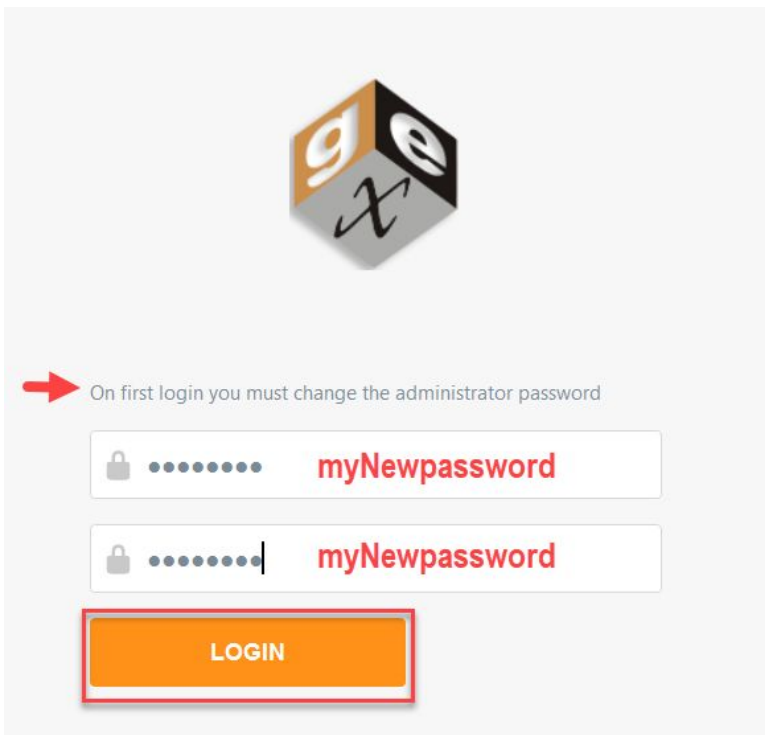 g e
x
On first login you must change the administrator password
●●●●●●●● myNewpassword
●●●●●●●● myNewpassword
LOGIN